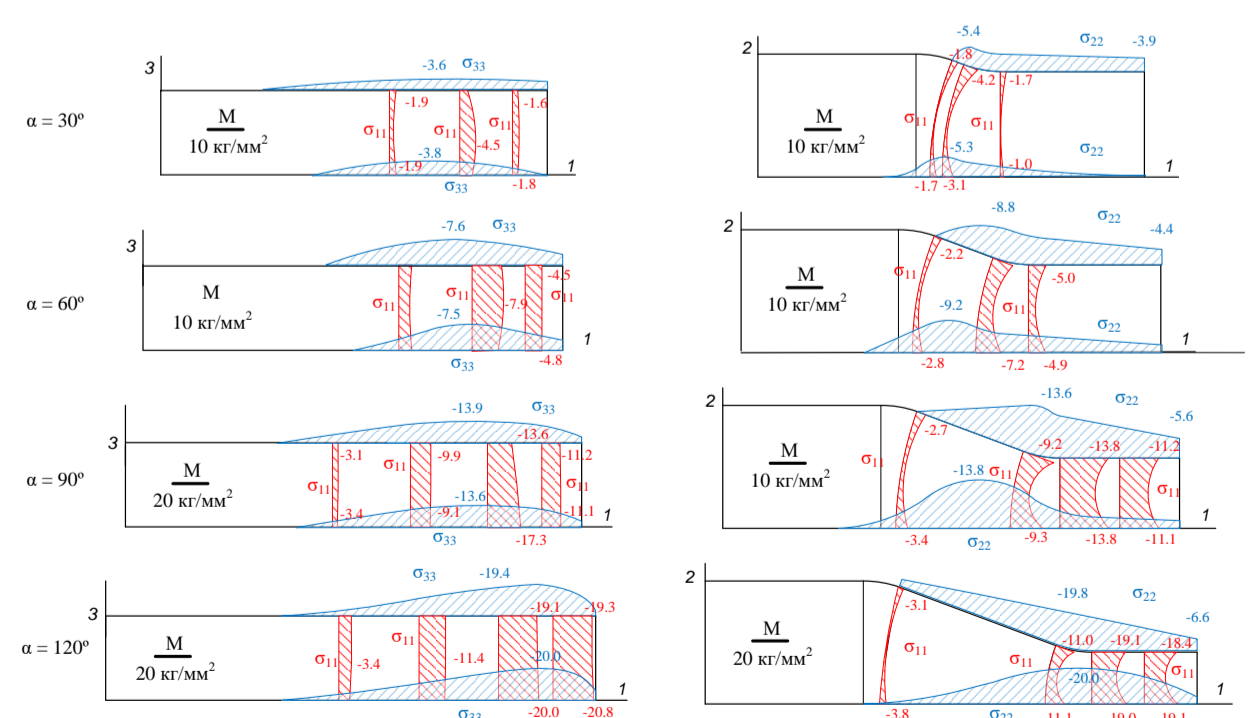 α = 30º
3
-3.6 σ33
М
10 кг/мм2
σ11 -1.9 σ11 -4.5 σ11 -1.6
-3.8
-1.9
σ33 -1.8
1
2
-5.4 σ22 -3.9
-1.8
-4.2 -1.7
М
10 кг/мм2
σ11 σ11
-5.3 σ22
-1.0
-1.7 -3.1
1
α = 60º
3
-7.6 σ33
М
10 кг/мм2
σ11 σ11 -7.9 -4.5 σ11
-7.5
σ33 -4.8
1
2
-8.8 σ22 -4.4
-2.2 -5.0
М
10 кг/мм2
σ11 σ11
-9.2 σ22
-2.8 -7.2 -4.9
1
α = 90º
3
-13.9 σ33
-13.6
М
20 кг/мм2
-3.1 σ11 -9.9 -11.2
σ11 σ11
-13.6
-3.4 -9.1 -11.1
σ33 -17.3
1
2
-13.6 σ22 -5.6
-2.7 -9.2 -13.8 -11.2
М
10 кг/мм2
σ11 -13.8 σ11 σ11
-3.4 σ22 -9.3 -13.8 -11.1
1
α = 120º
3
σ33 -19.4
-19.1 -19.3
М
20 кг/мм2
σ11 -3.4 σ11 -11.4
-20.0
σ33 -20.0 -20.8
1
2
-19.8 σ22 -6.6
-3.1 -11.0 -19.1 -18.4
М
20 кг/мм2
σ11 σ11 σ11
-20.0
-3.8 σ22 -11.1 -19.0 -19.1
1